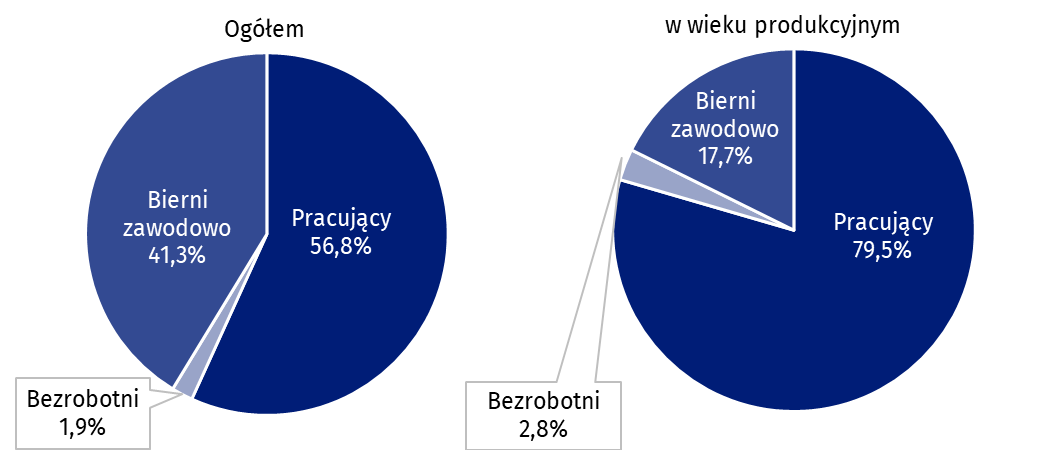 Ogółem
Bierni
zawodowo
41,3%
Pracujący
56,8%
Bezrobotni
1,9%
w wieku produkcyjnym
Bierni
zawodowo
17,7%
Pracujący
79,5%
Bezrobotni
2,8%